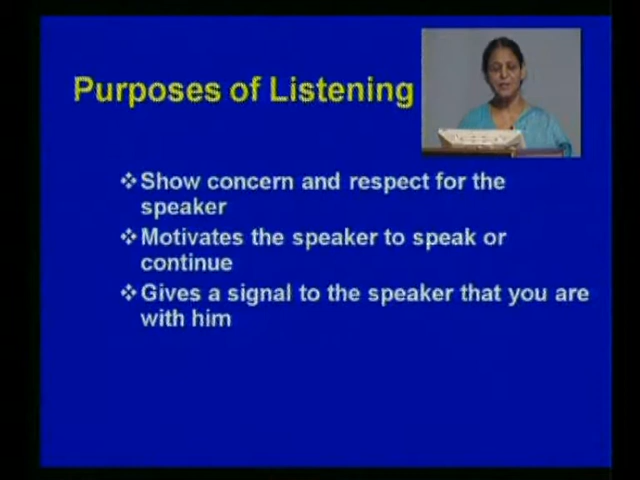 Purposes of Listening
❖Show concern and respect for the
speaker
❖Motivates the speaker to speak or
continue
❖Gives a signal to the speaker that you are
with him